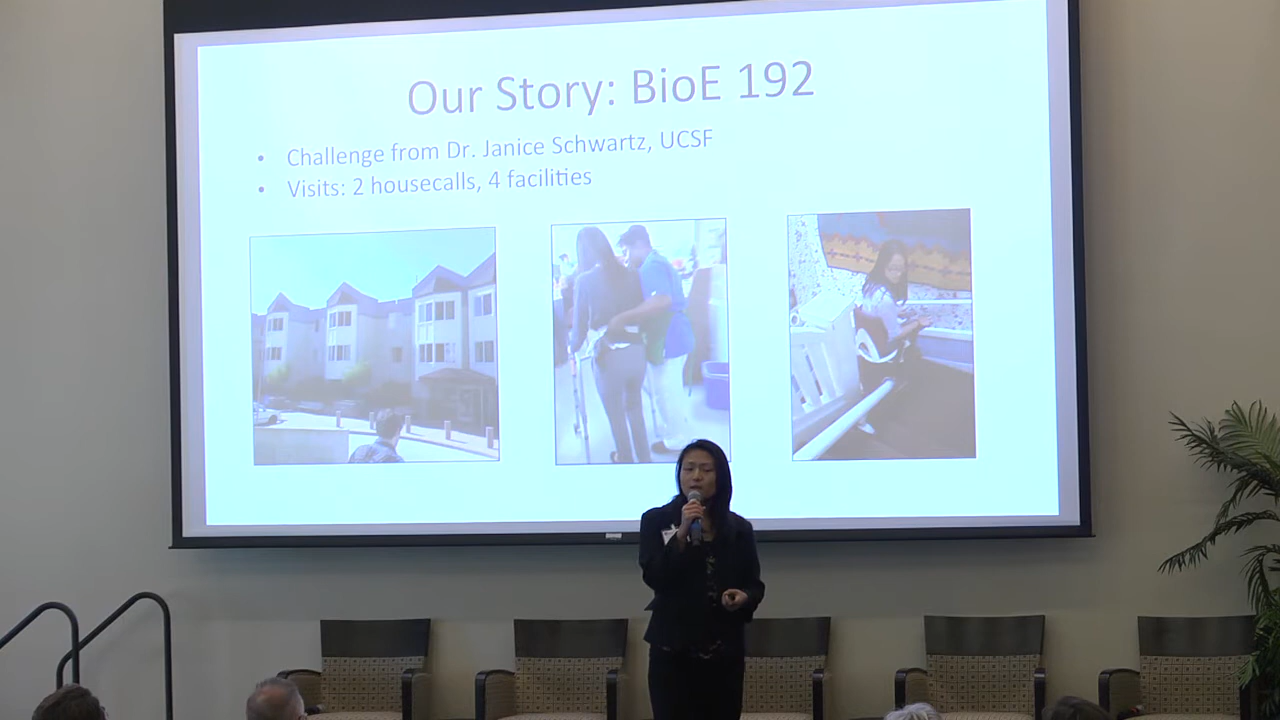 Our Story: BioE 192
• Challenge from Dr. Janice Schwartz, UCSF
• Visits: 2 housecalls, 4 facilities